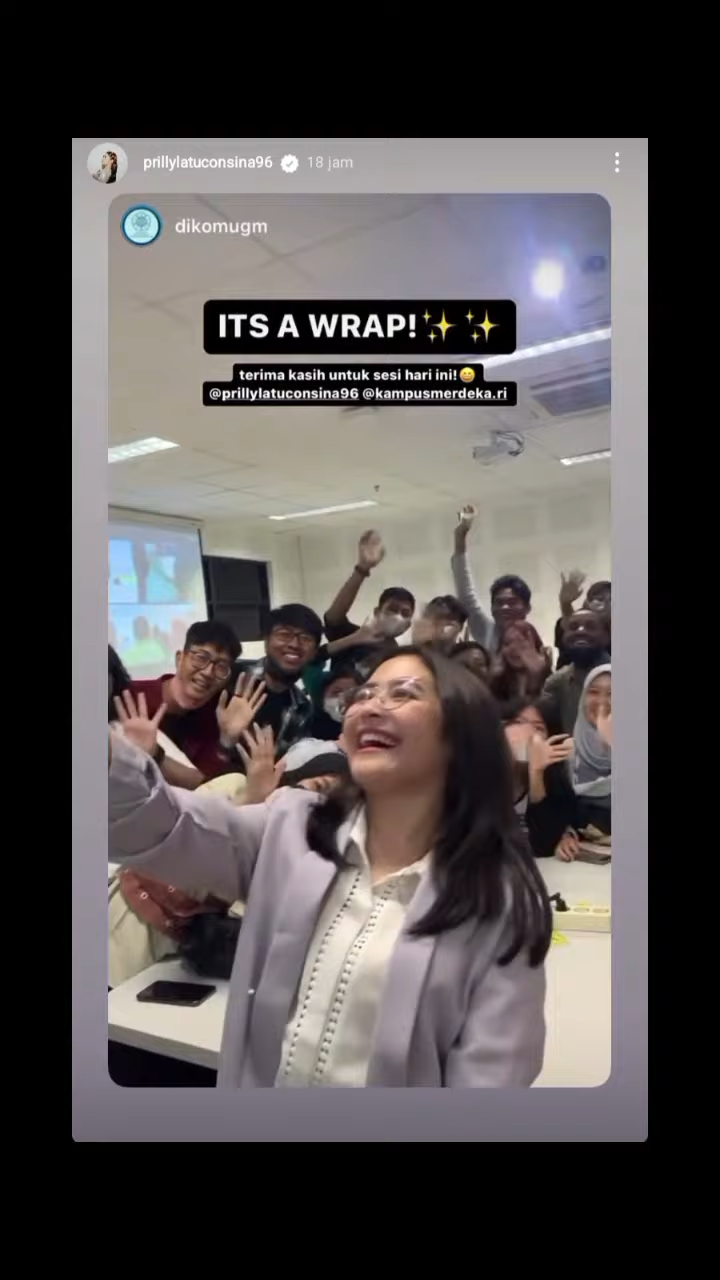 prillylatuconsina96 18 jam
dikomugm
ITS A WRAP!✨✨
terima kasih untuk sesi hari ini!😄
@prillylatuconsina96 @kampusmerdeka.ri